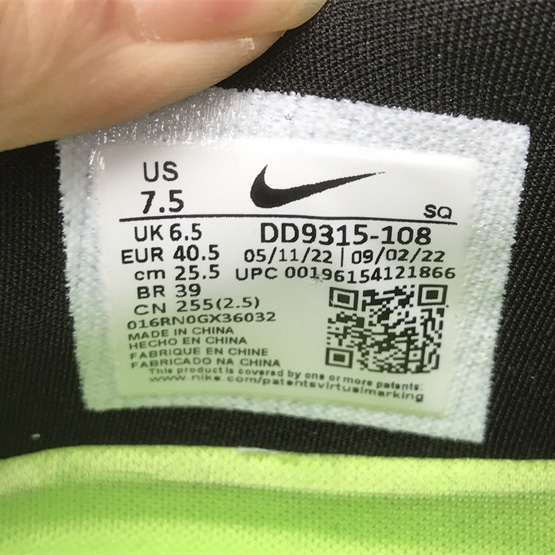 US
7.5
SQ
UK 6.5
DD9315-108
EUR 40.5
05/11/22 | 09/02/22
cm 25.5
UPC 00196154121866
BR 39
CN 255(2.5)
016RN0GX36032
MADE IN CHINA
HECHO EN CHINA
FABRIQUE EN CHINE
FABRICADO NA CHINA
This product is covered by one or more patents:
www.nike.com/patentsvirtualmarking